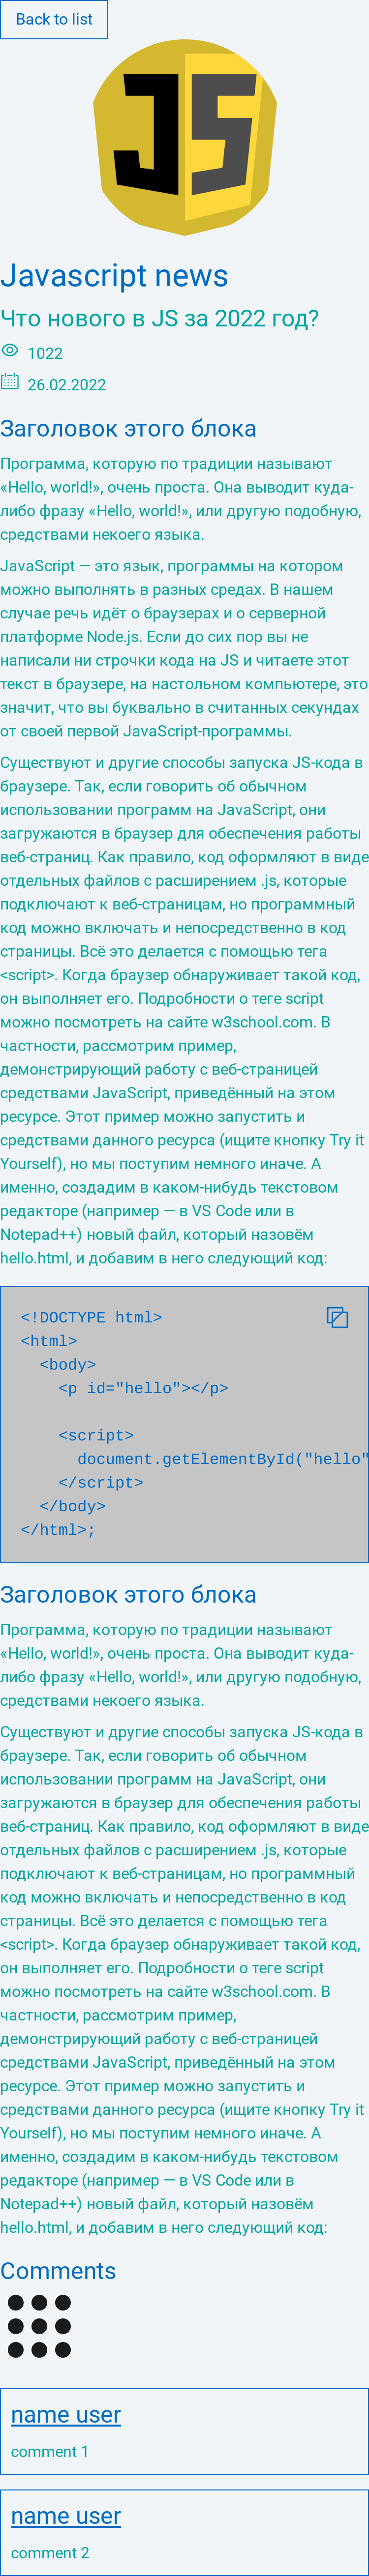 Back to list
JS
Javascript news
Что нового в JS за 2022 год?
1022
26.02.2022
Заголовок этого блока
Программа, которую по традиции называют
«Hello, world!», очень проста. Она выводит куда-
либо фразу «Hello, world!», или другую подобную,
средствами некоего языка.
JavaScript — это язык, программы на котором
можно выполнять в разных средах. В нашем
случае речь идёт о браузерах и о серверной
платформе Node.js. Если до сих пор вы не
написали ни строчки кода на JS и читаете этот
текст в браузере, на настольном компьютере, это
значит, что вы буквально в считанных секундах
от своей первой JavaScript-программы.
Существуют и другие способы запуска JS-кода в
браузере. Так, если говорить об обычном
использовании программ на JavaScript, они
загружаются в браузер для обеспечения работы
веб-страниц. Как правило, код оформляют в виде
отдельных файлов с расширением .js, которые
подключают к веб-страницам, но программный
код можно включать и непосредственно в код
страницы. Всё это делается с помощью тега
<script>. Когда браузер обнаруживает такой код,
он выполняет его. Подробности о теге script
можно посмотреть на сайте w3school.com. В
частности, рассмотрим пример,
демонстрирующий работу с веб-страницей
средствами JavaScript, приведённый на этом
ресурсе. Этот пример можно запустить и
средствами данного ресурса (ищите кнопку Try it
Yourself), но мы поступим немного иначе. А
именно, создадим в каком-нибудь текстовом
редакторе (например — в VS Code или в
Notepad++) новый файл, который назовём
hello.html, и добавим в него следующий код:
<!DOCTYPE html>
<html>
<body>
<p id="hello"></p>
<script>
document.getElementById("hello"
</script>
</body>
</html>;
Заголовок этого блока
Программа, которую по традиции называют
«Hello, world!», очень проста. Она выводит куда-
либо фразу «Hello, world!», или другую подобную,
средствами некоего языка.
Существуют и другие способы запуска JS-кода в
браузере. Так, если говорить об обычном
использовании программ на JavaScript, они
загружаются в браузер для обеспечения работы
веб-страниц. Как правило, код оформляют в виде
отдельных файлов с расширением .js, которые
подключают к веб-страницам, но программный
код можно включать и непосредственно в код
страницы. Всё это делается с помощью тега
<script>. Когда браузер обнаруживает такой код,
он выполняет его. Подробности о теге script
можно посмотреть на сайте w3school.com. В
частности, рассмотрим пример,
демонстрирующий работу с веб-страницей
средствами JavaScript, приведённый на этом
ресурсе. Этот пример можно запустить и
средствами данного ресурса (ищите кнопку Try it
Yourself), но мы поступим немного иначе. А
именно, создадим в каком-нибудь текстовом
редакторе (например — в VS Code или в
Notepad++) новый файл, который назовём
hello.html, и добавим в него следующий код:
Comments
name user
comment 1
name user
comment 2